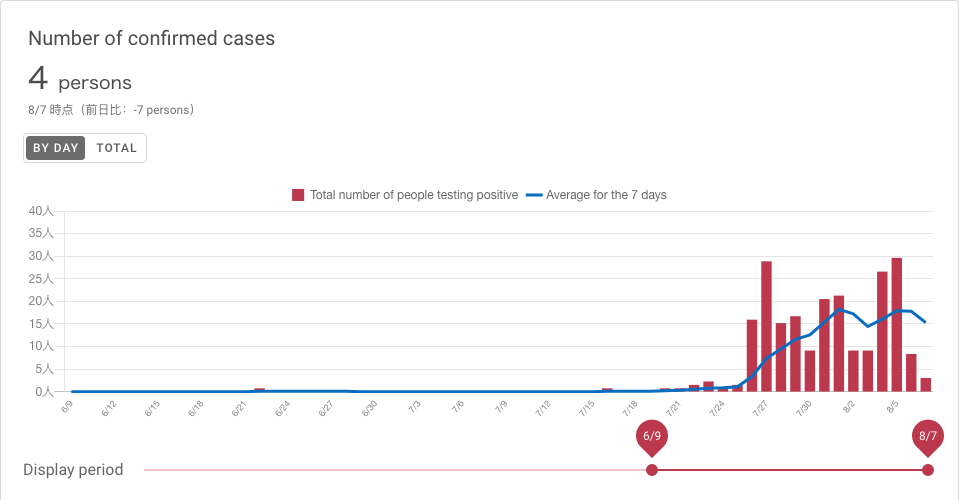 Number of confirmed cases
4 persons
8/7 時点（前日比：-7 persons）
BY DAY TOTAL
Total number of people testing positive Average for the 7 days
40人
35人
30人
25人
20人
15人
10人
5人
0人
6/9 6/12 6/15 6/18 6/21 6/24 6/27 6/30 7/3 7/6 7/9 7/12 7/15 7/18 7/21 7/24 7/27 7/30 8/2 8/5
6/9 8/7
Display period